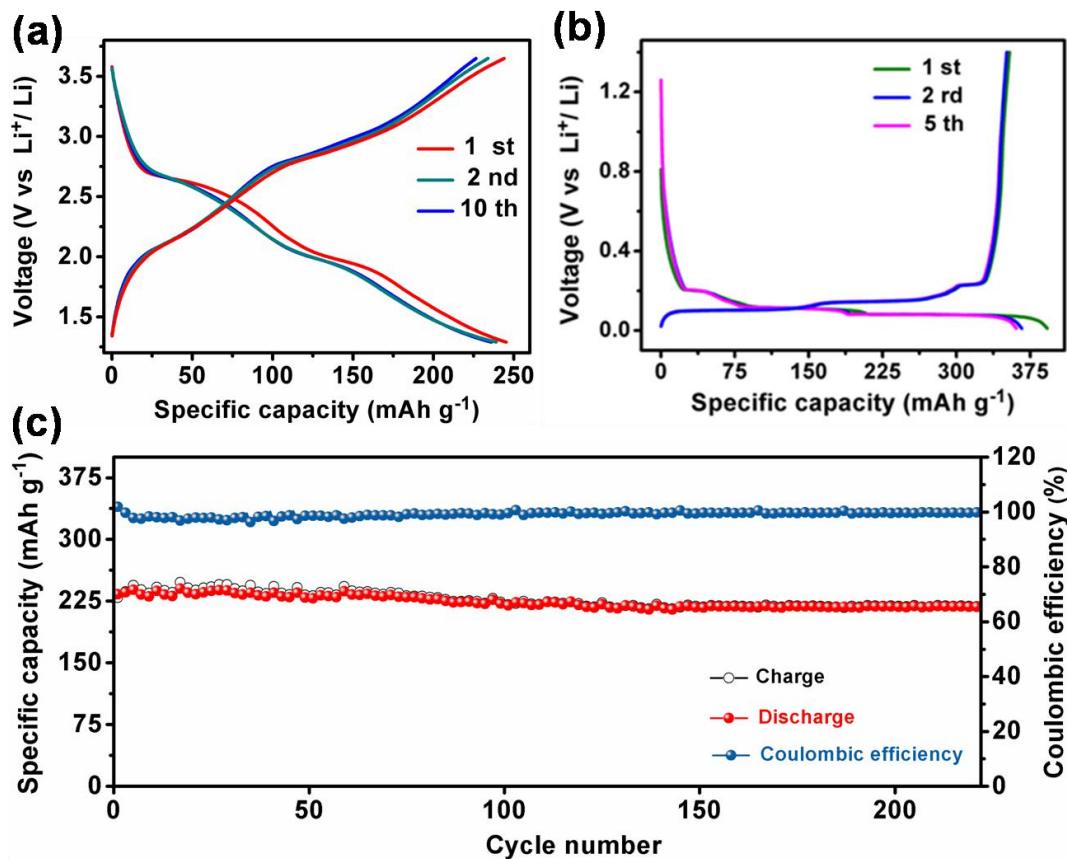 (a)
Voltage (V vs Li⁺/ Li)
3.5
3.0
2.5
2.0
1.5
1 st
2 nd
10 th
0 50 100 150 200 250
Specific capacity (mAh g⁻¹)
(b)
Voltage (V vs Li⁺/ Li)
1.2
0.8
0.4
0.0
1 st
2 rd
5 th
0 75 150 225 300 375
Specific capacity (mAh g⁻¹)
(c)
Specific capacity (mAh g⁻¹)
375
300
225
150
75
0
Charge
Discharge
Coulombic efficiency
120
100
80
60
40
20
0
Coulombic efficiency (%)
0 50 100 150 200
Cycle number